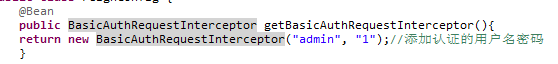 @Bean
public BasicAuthRequestInterceptor getBasicAuthRequestInterceptor(){
return new BasicAuthRequestInterceptor("admin", "1");//添加认证的用户名密码
}